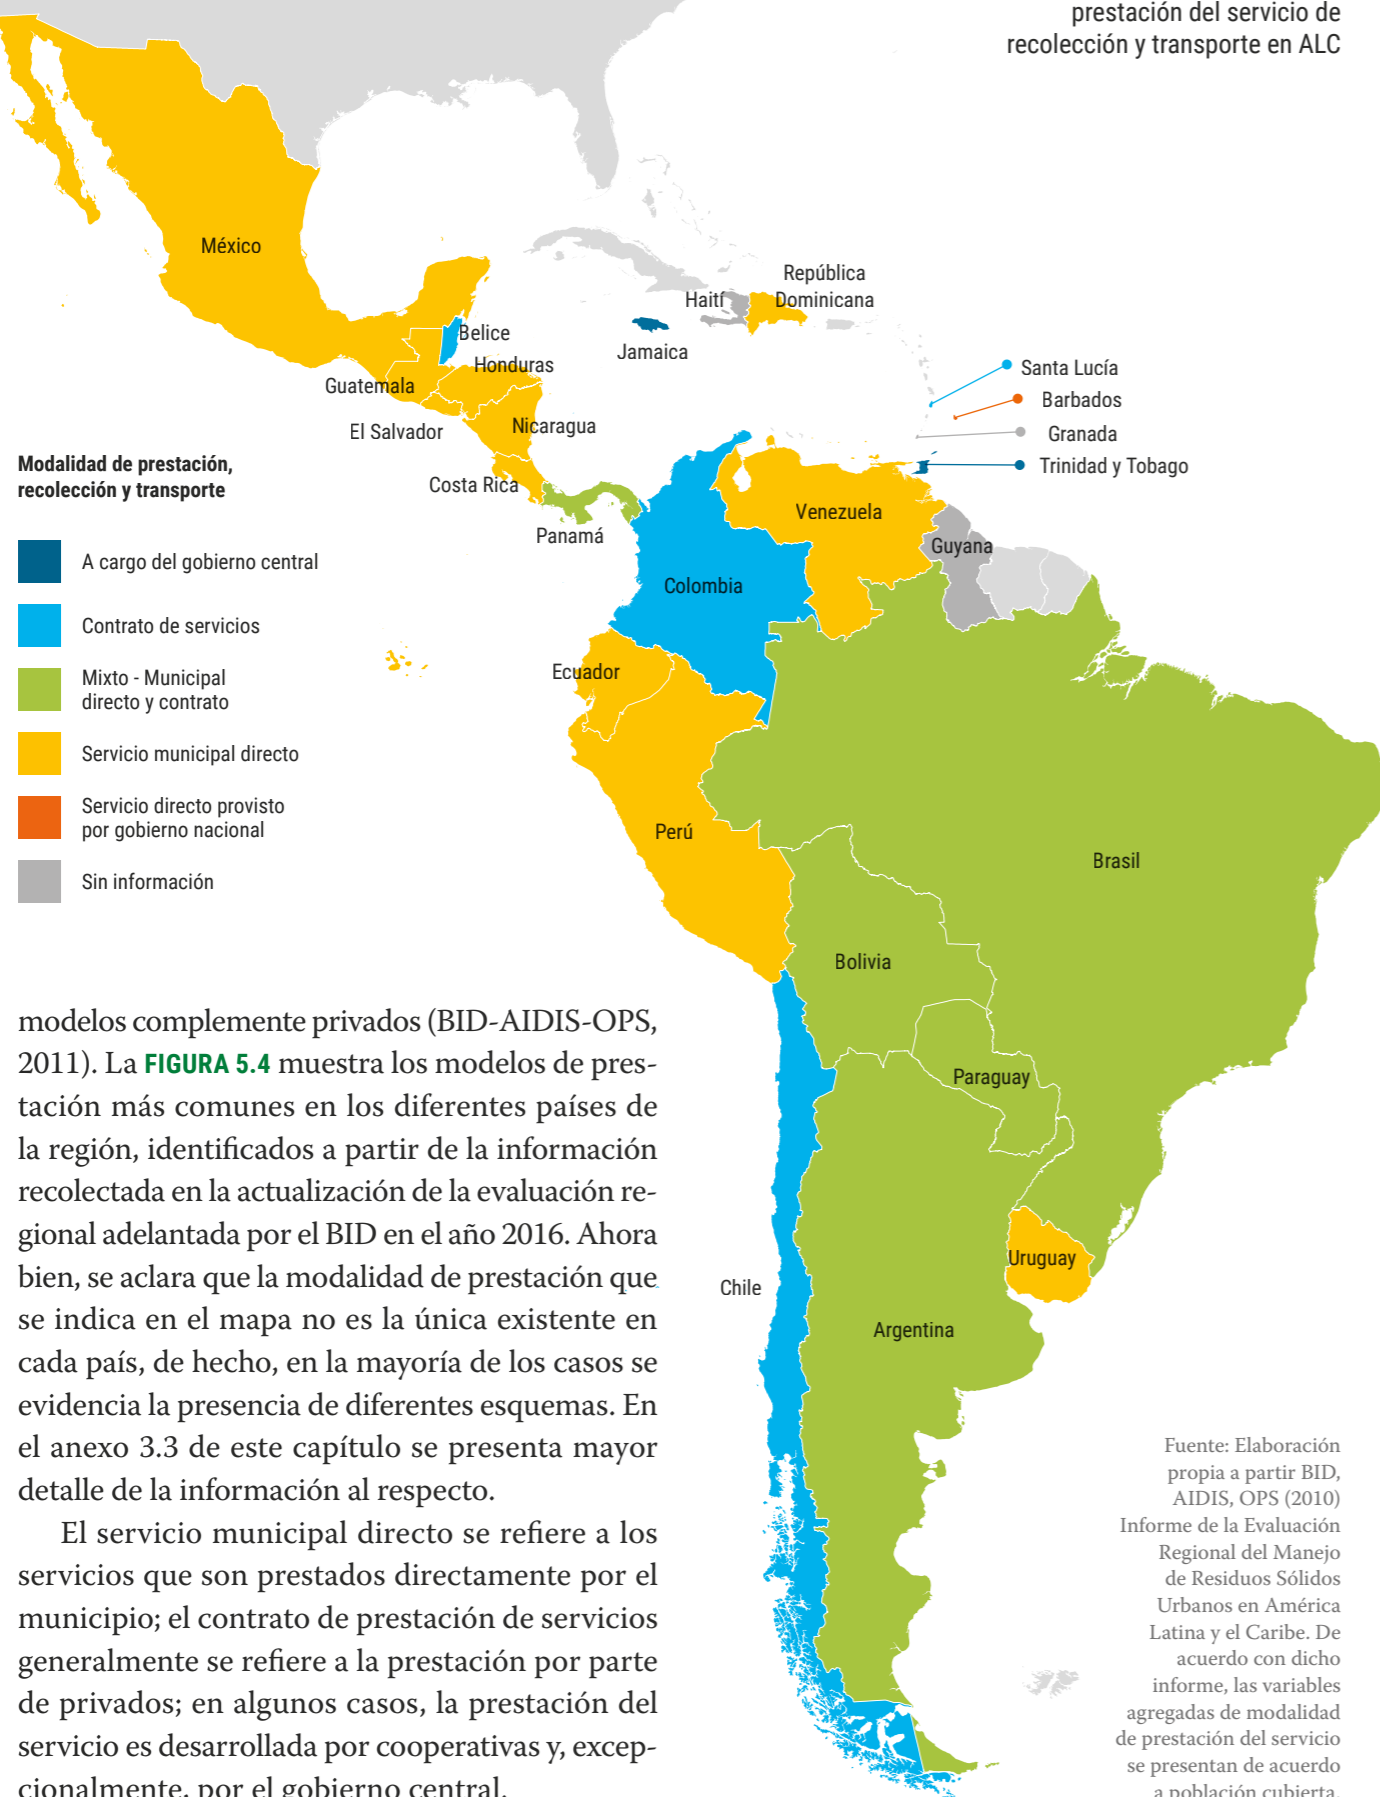 prestación del servicio de
recolección y transporte en ALC
México
República
Dominicana
Haití
Jamaica
Belice
Honduras
Guatemala
El Salvador
Nicaragua
Costa Rica
Panamá
Santa Lucía
Barbados
Granada
Trinidad y Tobago
Venezuela
Guyana
Colombia
Ecuador
Perú
Brasil
Bolivia
Paraguay
Uruguay
Chile
Argentina
Modalidad de prestación,
recolección y transporte
A cargo del gobierno central
Contrato de servicios
Mixto - Municipal
directo y contrato
Servicio municipal directo
Servicio directo provisto
por gobierno nacional
Sin información
modelos complemente privados (BID-AIDIS-OPS,
2011). La FIGURA 5.4 muestra los modelos de pres-
tación más comunes en los diferentes países de
la región, identificados a partir de la información
recolectada en la actualización de la evaluación re-
gional adelantada por el BID en el año 2016. Ahora
bien, se aclara que la modalidad de prestación que
se indica en el mapa no es la única existente en
cada país, de hecho, en la mayoría de los casos se
evidencia la presencia de diferentes esquemas. En
el anexo 3.3 de este capítulo se presenta mayor
detalle de la información al respecto.
El servicio municipal directo se refiere a los
servicios que son prestados directamente por el
municipio; el contrato de prestación de servicios
generalmente se refiere a la prestación por parte
de privados; en algunos casos, la prestación del
servicio es desarrollada por cooperativas y, excep-
cionalmente, por el gobierno central.
Fuente: Elaboración
propia a partir BID,
AIDIS, OPS (2010)
Informe de la Evaluación
Regional del Manejo
de Residuos Sólidos
Urbanos en América
Latina y el Caribe. De
acuerdo con dicho
informe, las variables
agregadas de modalidad
de prestación del servicio
se presentan de acuerdo
a población cubierta.